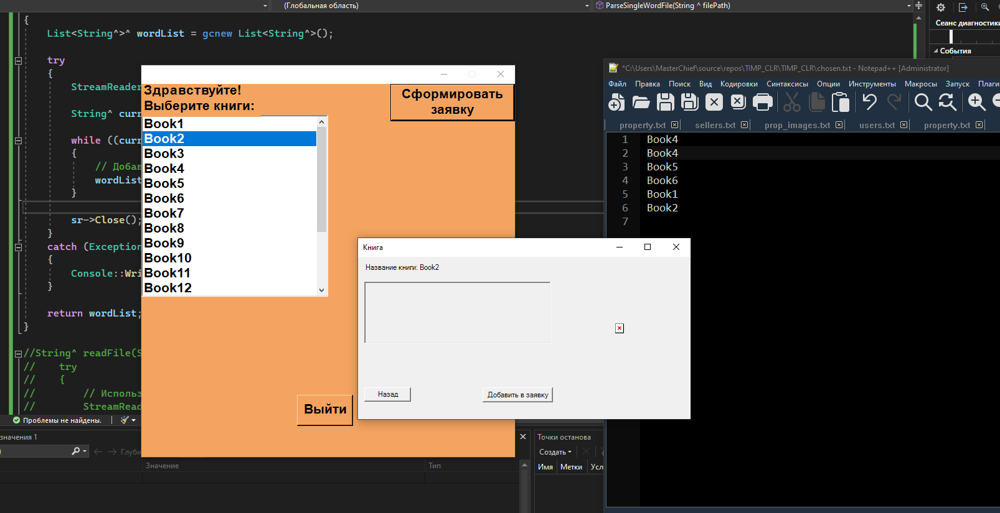 (Глобальная область)
ParseSingleWordFile(String ^ filePath)
{
List<String^>^ wordList = gcnew List<String^>();
try
{
StreamReader
String^ curr
while ((curr
{
// Добав
wordList
}
sr->Close();
}
catch (Exception
{
Console::Wri
}
return wordList;
}
//String^ readFile(S
// try
// {
// // Использ
// StreamRead
Проблемы не найдены.
значения 1
Глуби
Значение
Тип
Здравствуйте!
Выберите книги:
Сформировать
заявку
Book1
Book2
Book3
Book4
Book5
Book6
Book7
Book8
Book9
Book10
Book11
Book12
Выйти
Книга
Название книги: Book2
Назад
Добавить в заявку
Точки останова
Создать
Имя Метки Усл
Сеанс диагностики
События
*C:\Users\MasterChief\source\repos\TIMP_CLR\TIMP_CLR\chosen.txt - Notepad++ [Administrator]
Файл Правка Поиск Вид Кодировки Синтаксисы Опции Инструменты Макросы Запуск Плаги
property.txt sellers.txt prop_images.txt users.txt property.txt
1 Book4
2 Book4
3 Book5
4 Book6
5 Book1
6 Book2
7